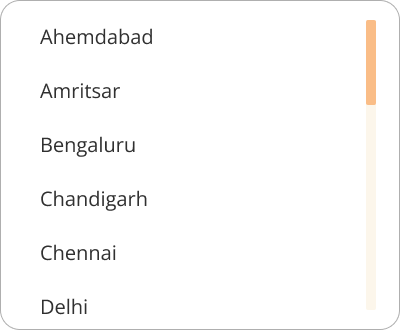 Ahemdabad
Amritsar
Bengaluru
Chandigarh
Chennai
Delhi